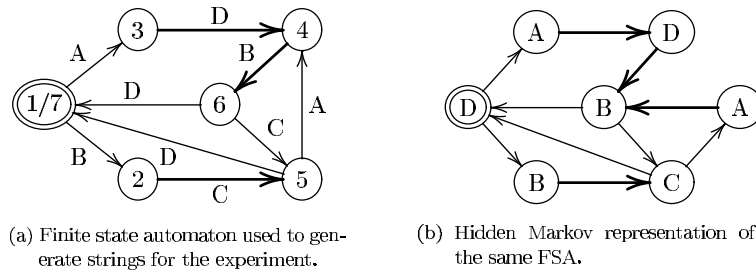 D
3
4
A
B
1/7
D
6
C
A
B
D
2
C
5
A
D
D
B
A
B
C
(a) Finite state automaton used to gen-
erate strings for the experiment.
(b) Hidden Markov representation of
the same FSA.